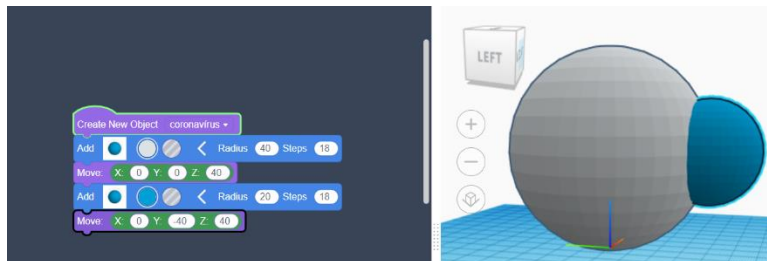 Create New Object coronavírus
Add Radius 40 Steps 18
Move: X: 0 Y: 0 Z: 40
Add Radius 20 Steps 18
Move: X: 0 Y: -40 Z: 40
LEFT